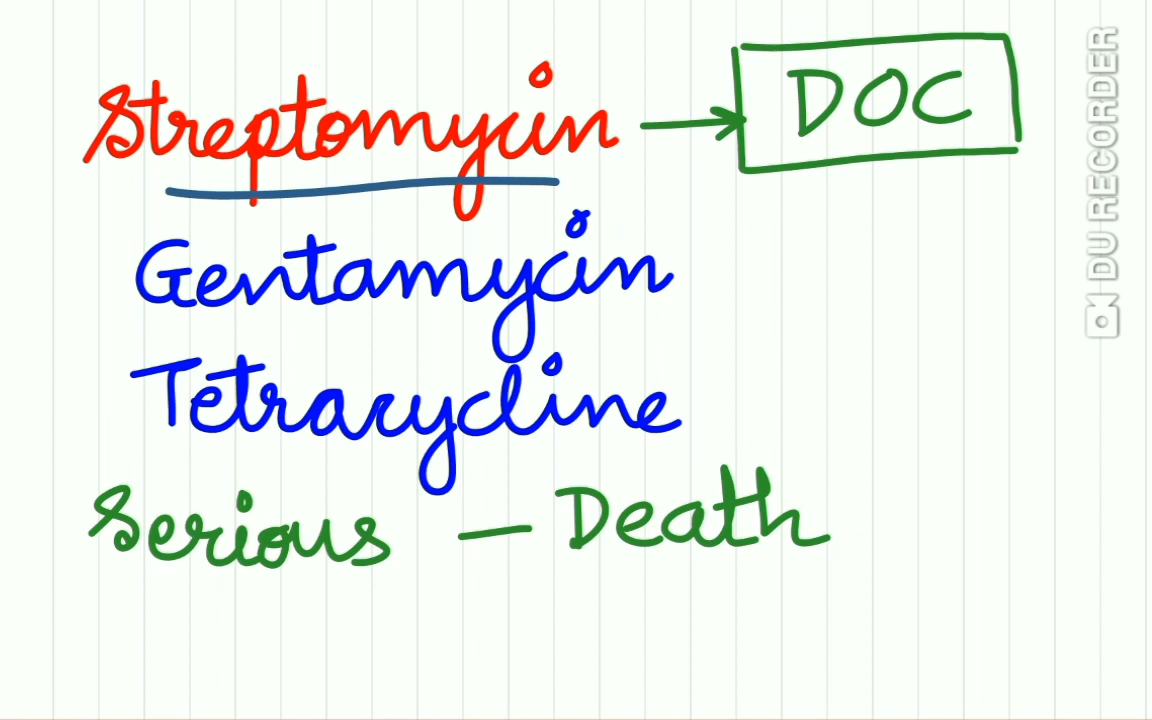 Streptomycin → DOC
Gentamycin
Tetracycline
Serious - Death
DU RECORDER